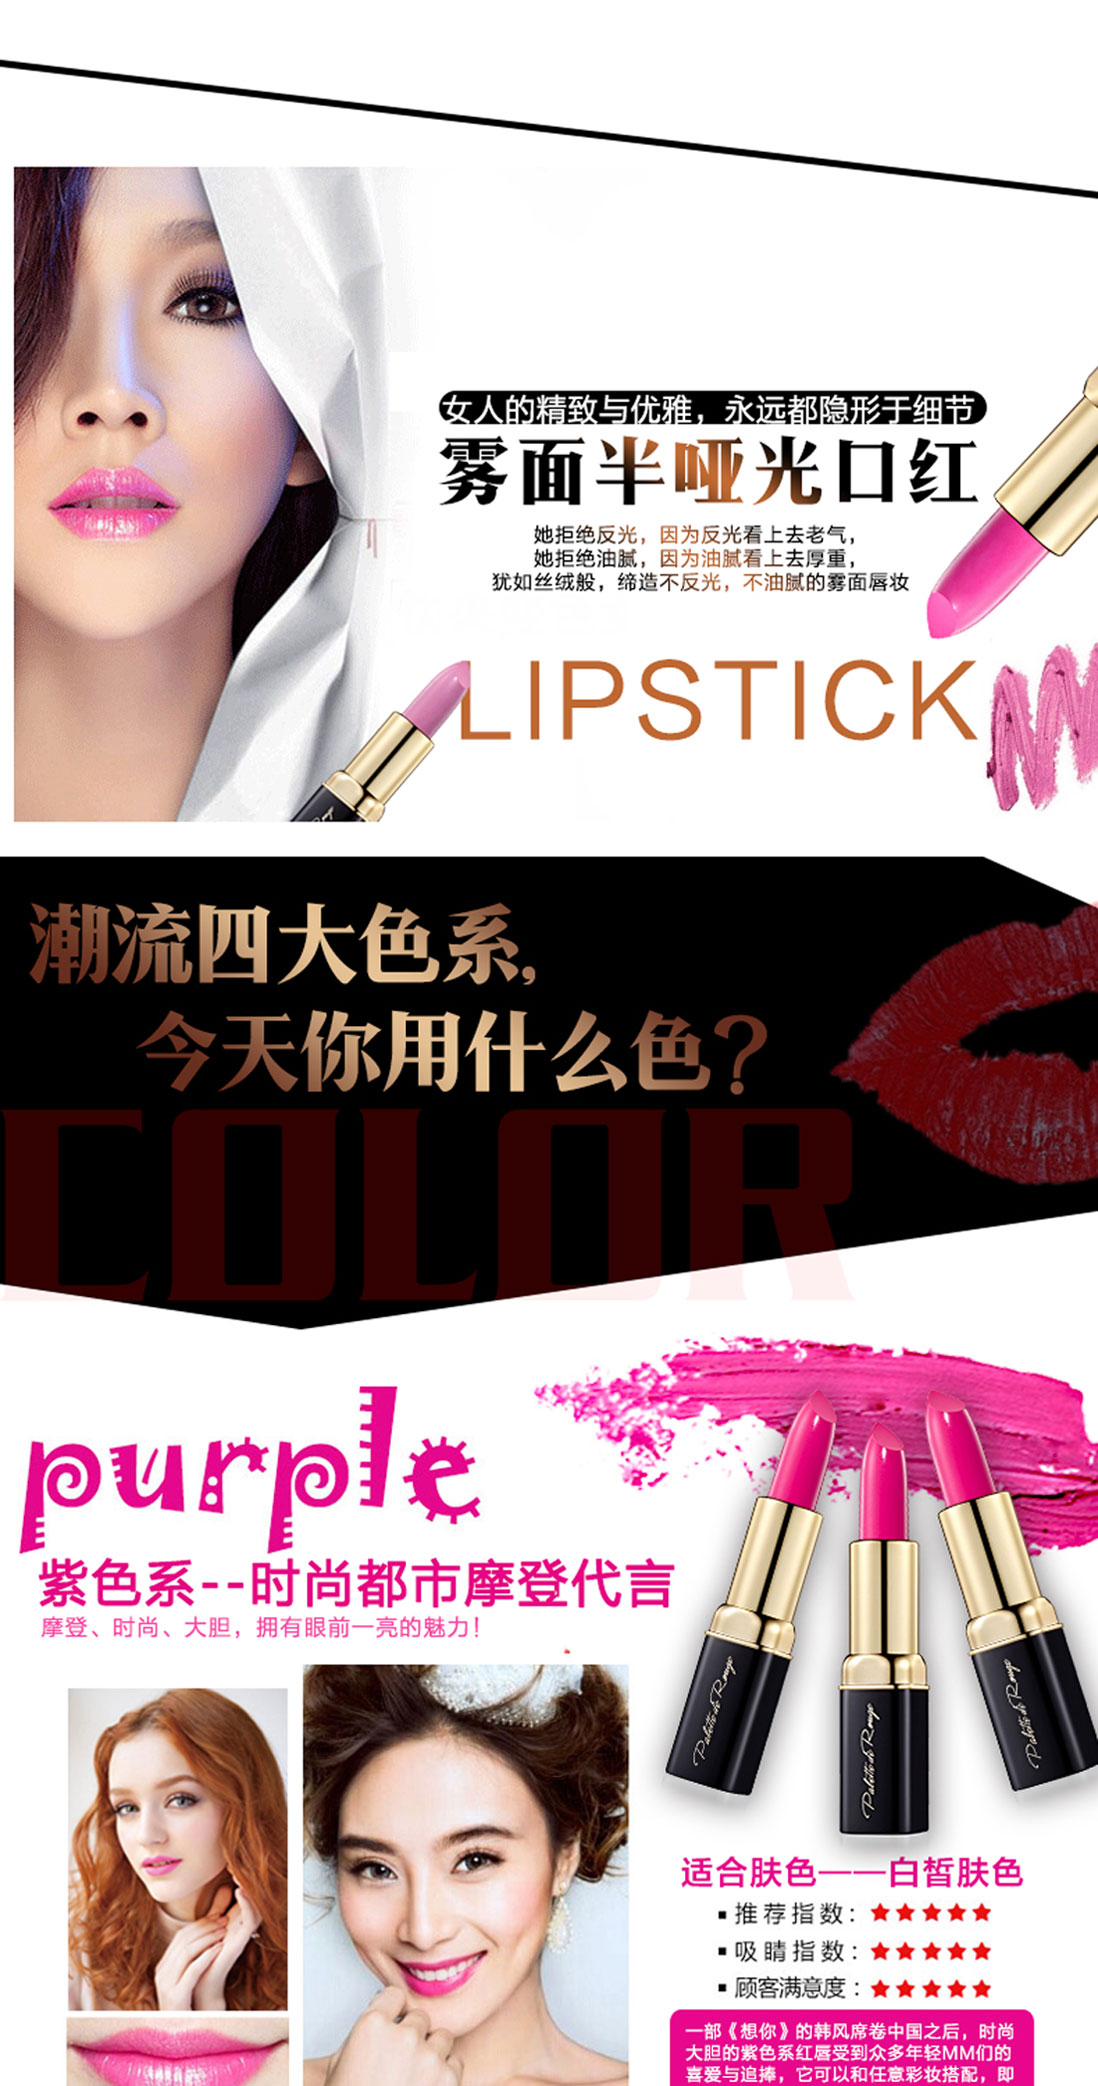 女人的精致与优雅，永远都隐形于细节
雾面半哑光口红
她拒绝反光，因为反光看上去老气，
她拒绝油腻，因为油腻看上去厚重，
犹如丝绒般，缔造不反光，不油腻的雾面唇妆
LIPSTICK
潮流四大色系，
今天你用什么色？
COLOR
purple
紫色系--时尚都市摩登代言
摩登、时尚、大胆，拥有眼前一亮的魅力！
Palette de Rouge
Palette de Rouge
Palette de Rouge
适合肤色——白皙肤色
▪ 推荐指数：★★★★★
▪ 吸睛指数：★★★★★
▪ 顾客满意度：★★★★★
一部《想你》的韩风席卷中国之后，时尚
大胆的紫色系红唇受到众多年轻MM们的
喜爱与追捧，它可以和任意彩妆搭配，即